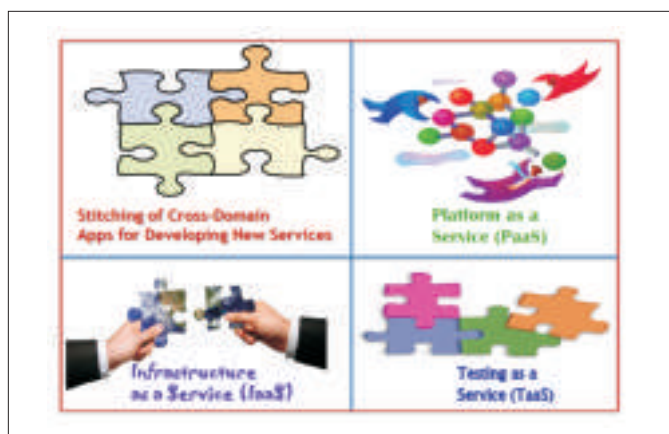 Stitching of Cross-Domain
Apps for Developing New Services
Platform as a
Service (PaaS)
Infrastructure
as a Service (IaaS)
Testing as a
Service (TaaS)